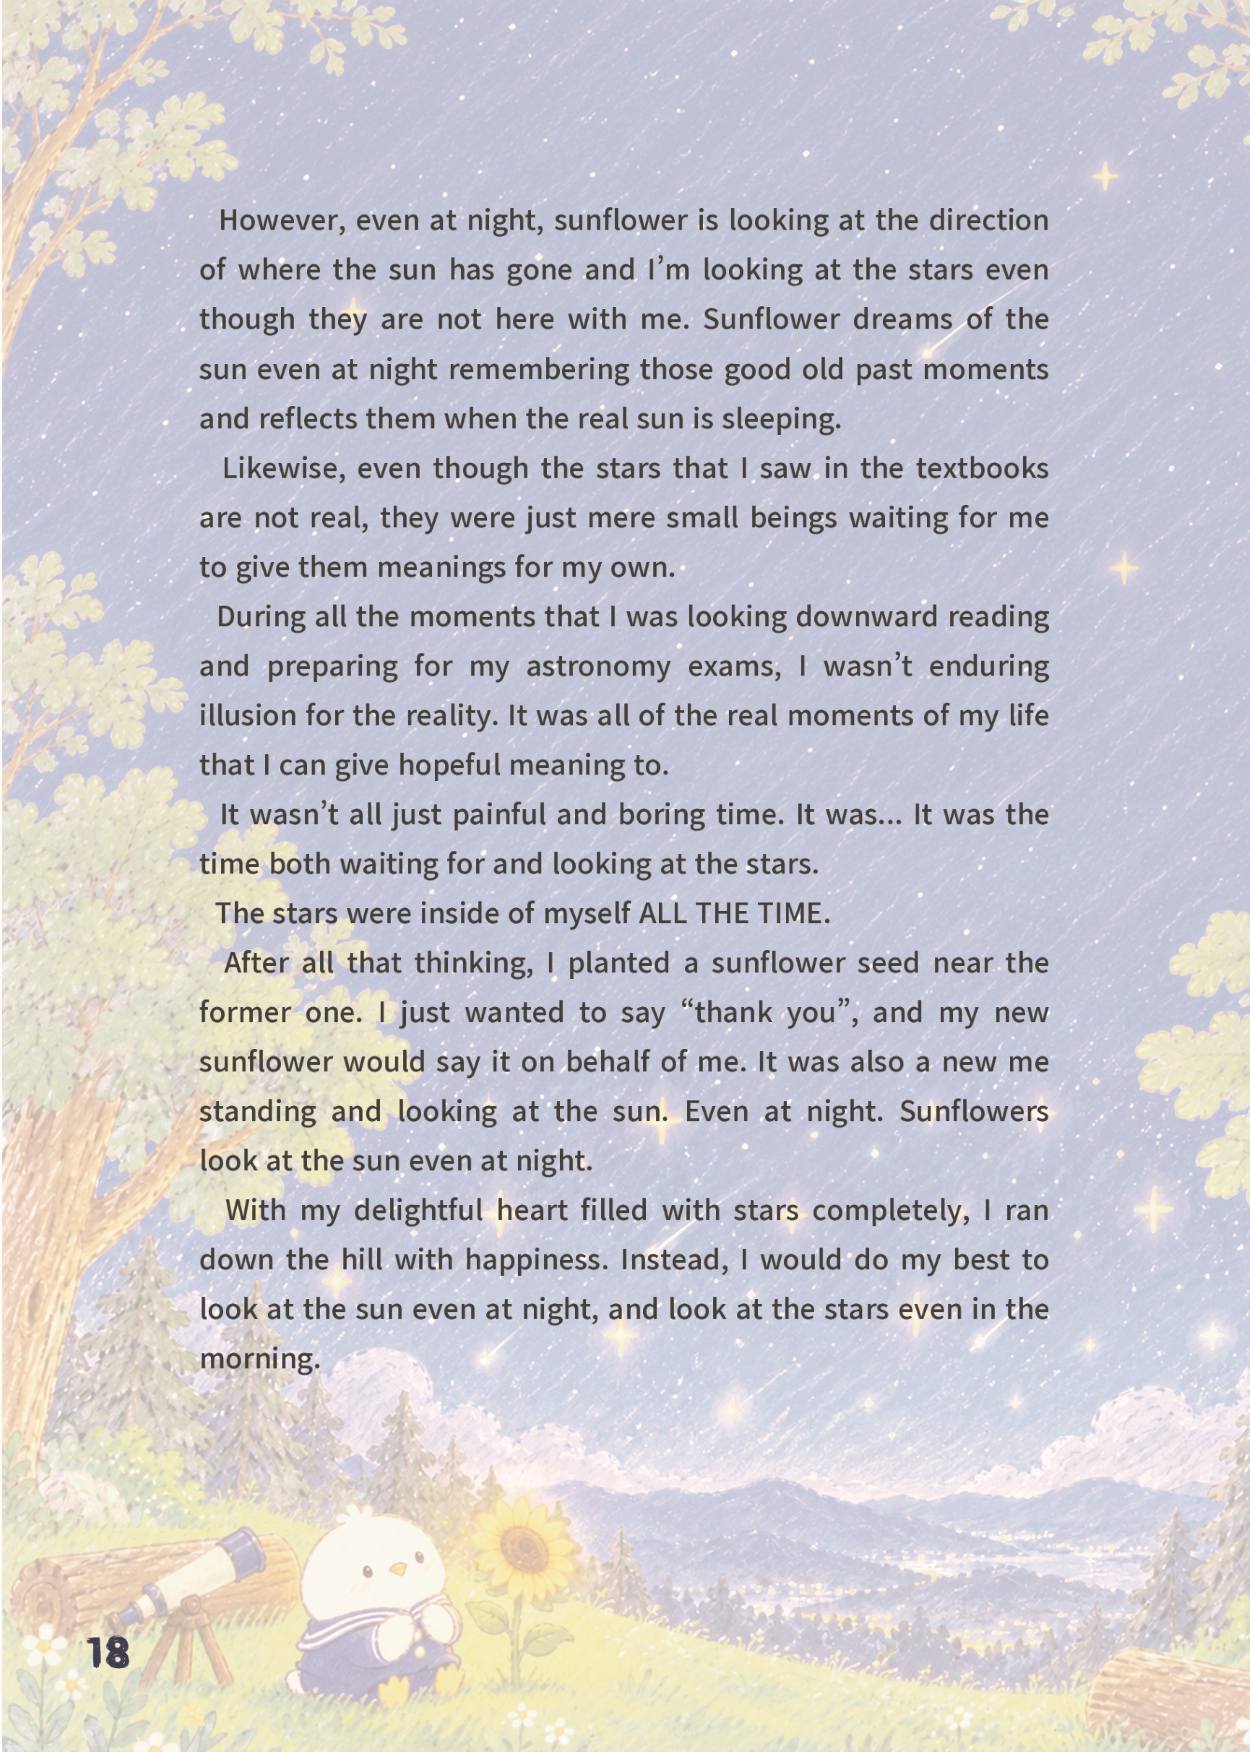 However, even at night, sunflower is looking at the direction
of where the sun has gone and I’m looking at the stars even
though they are not here with me. Sunflower dreams of the
sun even at night remembering those good old past moments
and reflects them when the real sun is sleeping.
Likewise, even though the stars that I saw in the textbooks
are not real, they were just mere small beings waiting for me
to give them meanings for my own.
During all the moments that I was looking downward reading
and preparing for my astronomy exams, I wasn’t enduring
illusion for the reality. It was all of the real moments of my life
that I can give hopeful meaning to.
It wasn’t all just painful and boring time. It was... It was the
time both waiting for and looking at the stars.
The stars were inside of myself ALL THE TIME.
After all that thinking, I planted a sunflower seed near the
former one. I just wanted to say “thank you”, and my new
sunflower would say it on behalf of me. It was also a new me
standing and looking at the sun. Even at night. Sunflowers
look at the sun even at night.
With my delightful heart filled with stars completely, I ran
down the hill with happiness. Instead, I would do my best to
look at the sun even at night, and look at the stars even in the
morning.
18